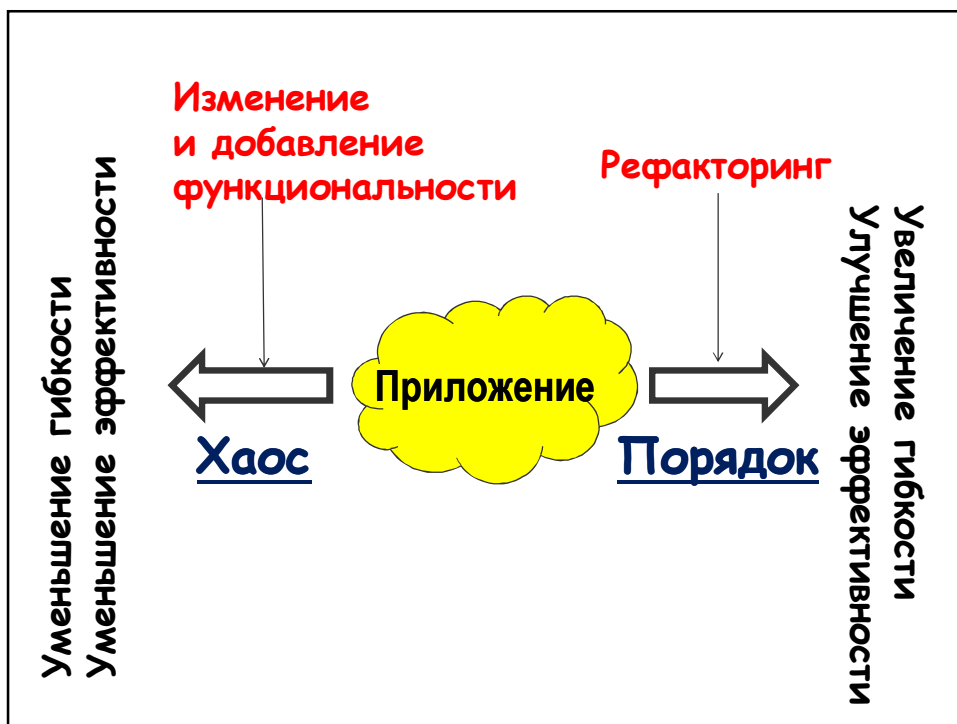 Изменение
и добавление
функциональности
Рефакторинг
Уменьшение гибкости
Уменьшение эффективности
Приложение
Хаос
Порядок
Увеличение гибкости
Улучшение эффективности